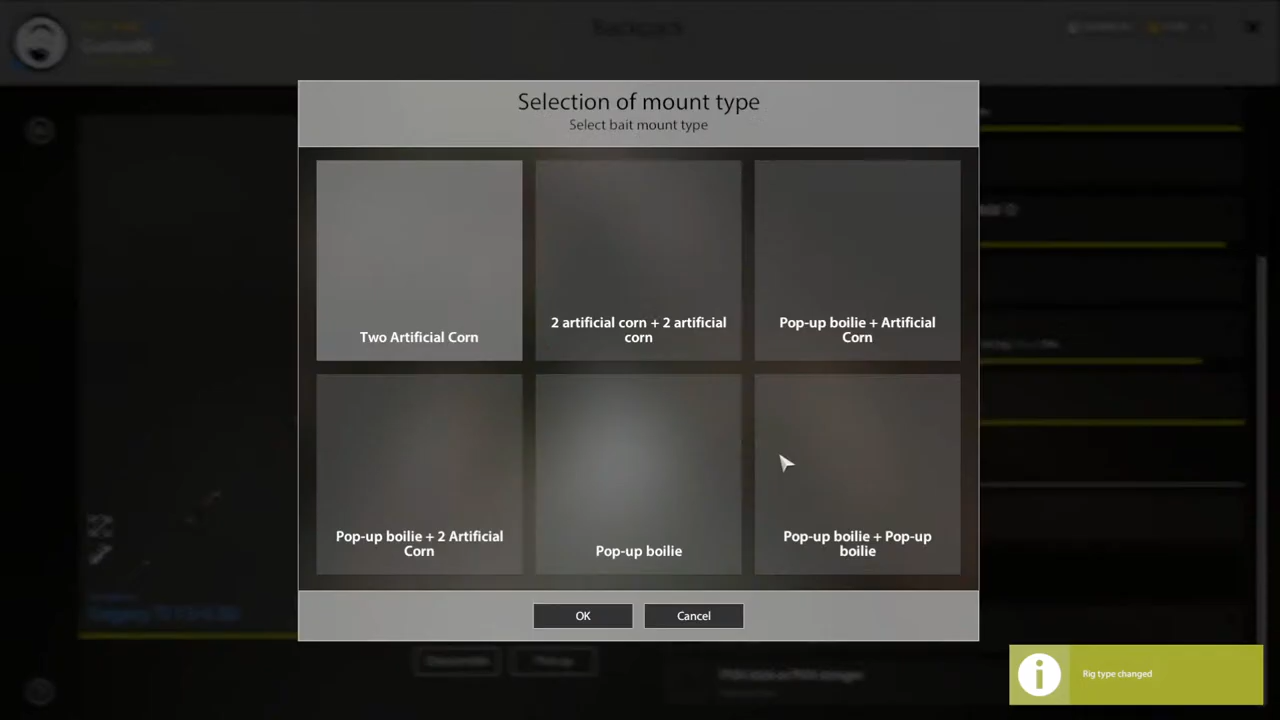 Selection of mount type
Select bait mount type
Two Artificial Corn
2 artificial corn + 2 artificial
corn
Pop-up boilie + Artificial
Corn
Pop-up boilie + 2 Artificial
Corn
Pop-up boilie
Pop-up boilie + Pop-up
boilie
OK
Cancel
Rig type changed